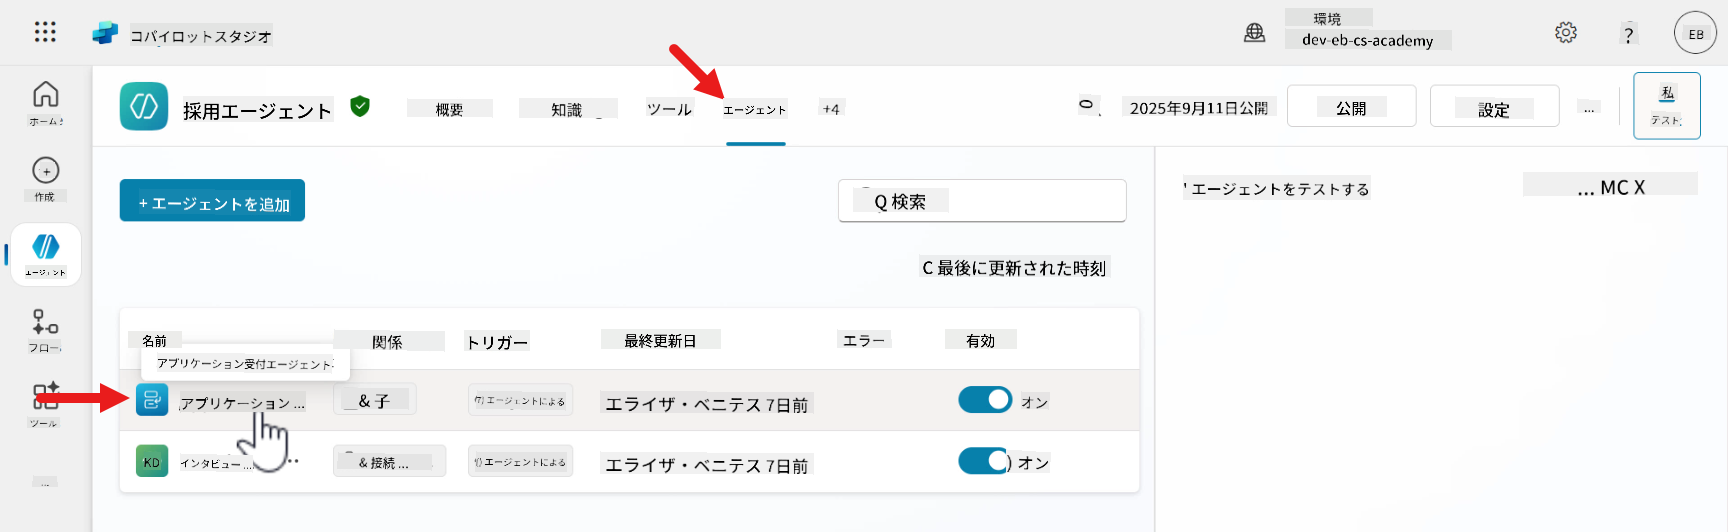 コパイロットスタジオ
環境
dev-eb-cs-academy
?
EB
ホーム
作成
エージェント
フロー
ツール
採用エージェント
概要
知識
ツール
エージェント
+4
2025年9月11日公開
公開
設定
...
私
テスト
+ エージェントを追加
Q 検索
C 最後に更新された時刻
' エージェントをテストする
... MC X
名前
関係
トリガー
最終更新日
エラー
有効
アプリケーション受付エージェント
アプリケーション ...
& 子
エージェントによる
エライザ・ベニテス 7日前
オン
KD
インタビュー ...
& 接続 ...
エージェントによる
エライザ・ベニテス 7日前
オン